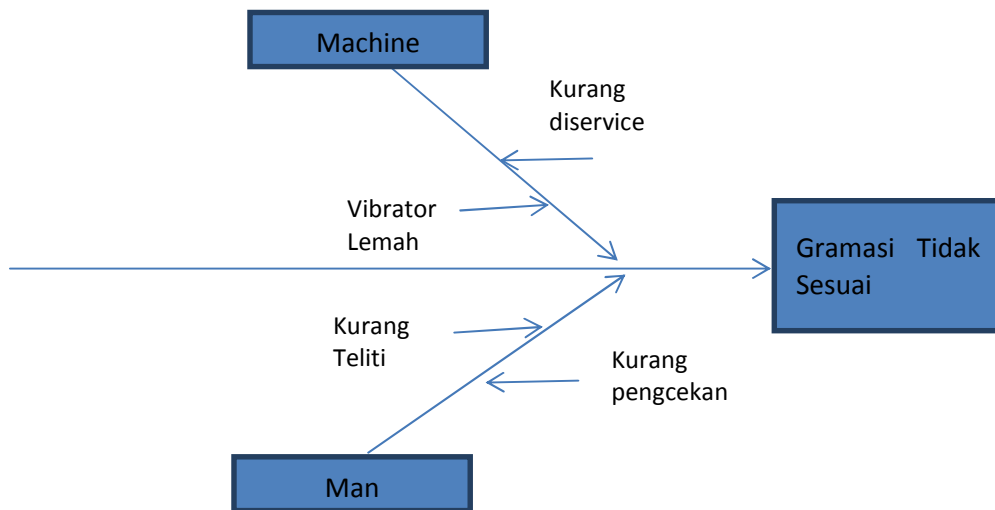 Machine
Kurang
diservice
Vibrator
Lemah
Gramasi Tidak
Sesuai
Kurang
Teliti
Kurang
pengcekan
Man